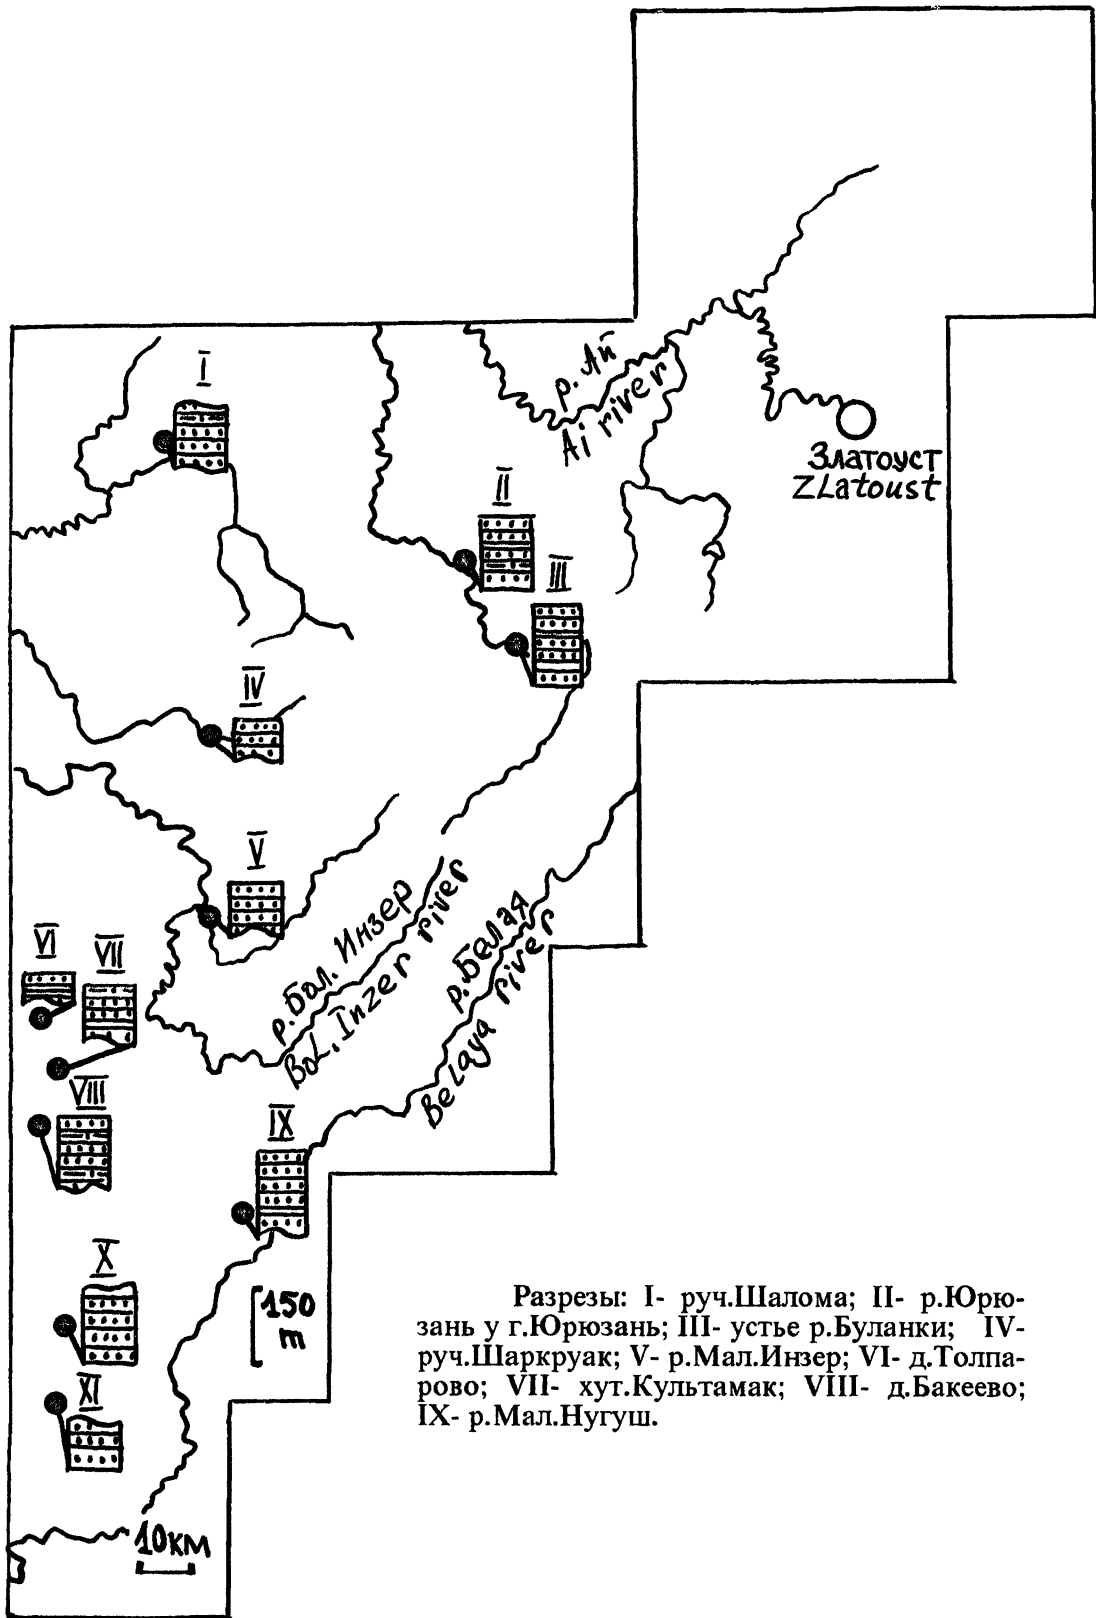 I
р. Ай
Ai river
Златоуст
ZLatoust
II
III
IV
V
р. Бол. Инзер
BoL. Inzer river
р. Белая
Belaya river
VI
VII
VIII
IX
X
150
m
XI
10км
Разрезы: I- руч.Шалома; II- р.Юрю-
зань у г.Юрюзань; III- устье р.Буланки; IV-
руч.Шаркруак; V- р.Мал.Инзер; VI- д.Толпа-
рово; VII- хут.Культамак; VIII- д.Бакеево;
IX- р.Мал.Нугуш.